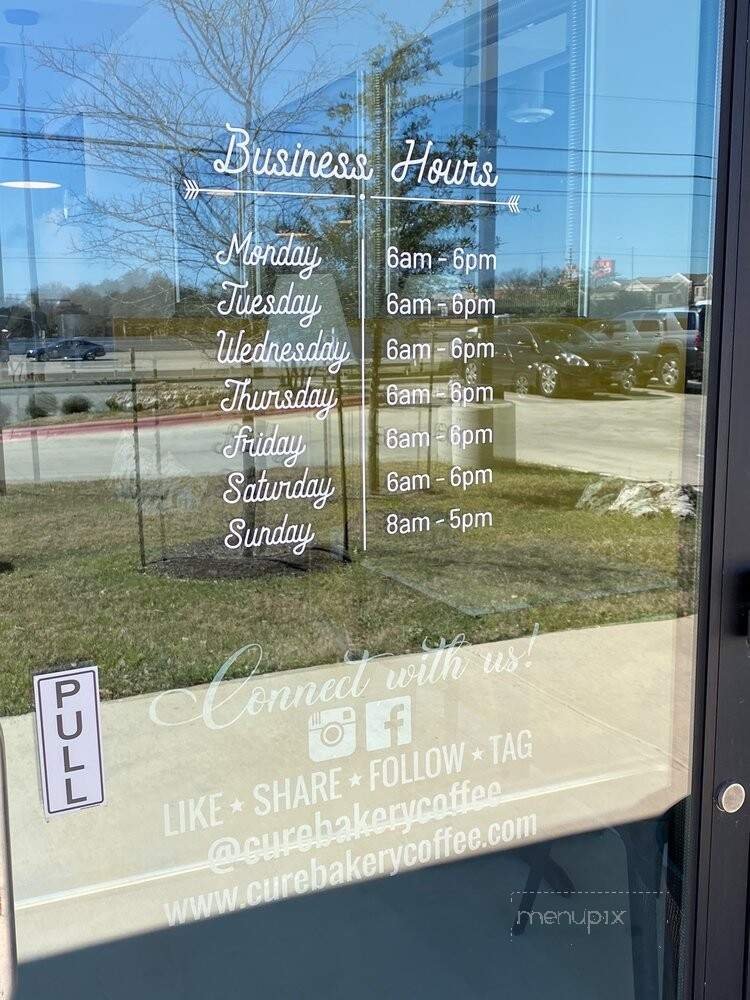 Business Hours
Monday 6am - 6pm
Tuesday 6am - 6pm
Wednesday 6am - 6pm
Thursday 6am - 6pm
Friday 6am - 6pm
Saturday 6am - 6pm
Sunday 8am - 5pm
Connect with us!
LIKE ★ SHARE ★ FOLLOW ★ TAG
@curebakerycoffee
www.curebakerycoffee.com
PULL
menupix